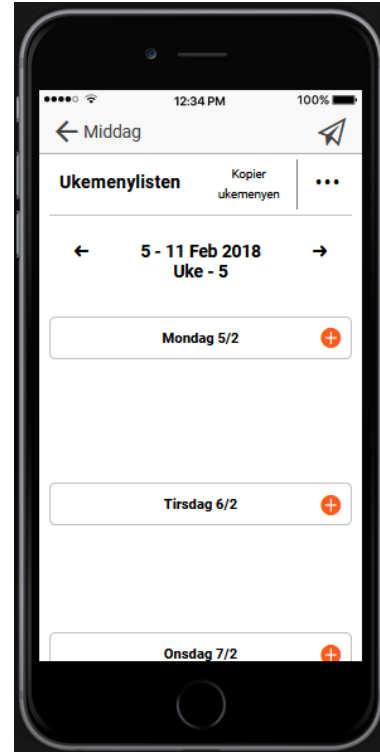 12:34 PM
100%
Middag
Ukemenylisten
Kopier
ukemenyen
5 - 11 Feb 2018
Uke - 5
Mondag 5/2
Tirsdag 6/2
Onsdag 7/2